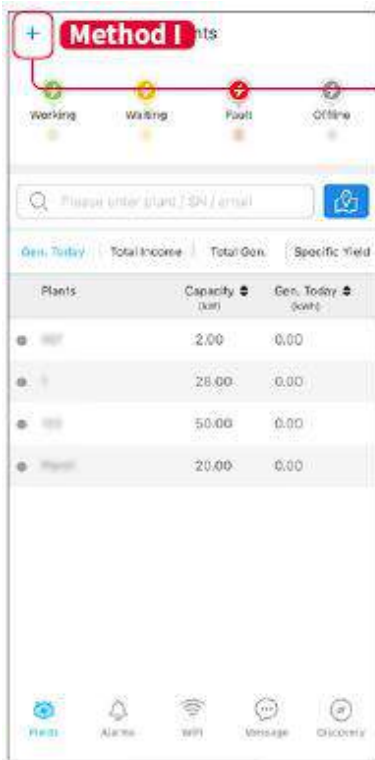 + Method I nts
Working Waiting Fault Offline
Please enter plant / SN / email
Gen. Today Total Income Total Gen. Specific Yield
Plants Capacity Gen. Today
(kW) (kWh)
2.00 0.00
28.00 0.00
50.00 0.00
20.00 0.00
Plants Alarms WiFi Message Discovery